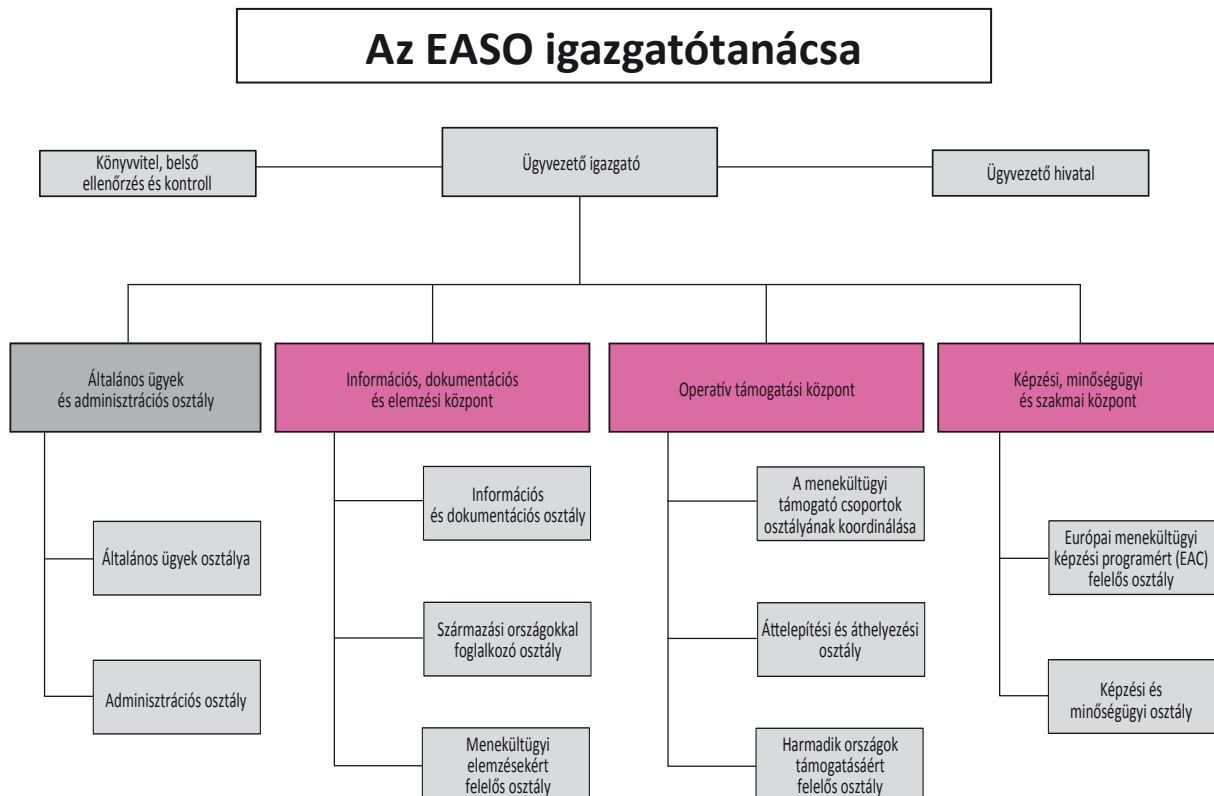 Az EASO igazgatótanácsa
Könyvvitel, belső
ellenőrzés és kontroll
Ügyvezető igazgató
Ügyvezető hivatal
Általános ügyek
és adminisztrációs osztály
Információs, dokumentációs
és elemzési központ
Operatív támogatási központ
Képzési, minőségügyi
és szakmai központ
Általános ügyek osztálya
Adminisztrációs osztály
Információs
és dokumentációs osztály
Származási országokkal
foglalkozó osztály
Menekültügyi
elemzésekért
felelős osztály
A menekültügyi
támogató csoportok
osztályának koordinálása
Áttelepítési és áthelyezési
osztály
Harmadik országok
támogatásáért
felelős osztály
Európai menekültügyi
képzési programért (EAC)
felelős osztály
Képzési és
minőségügyi osztály